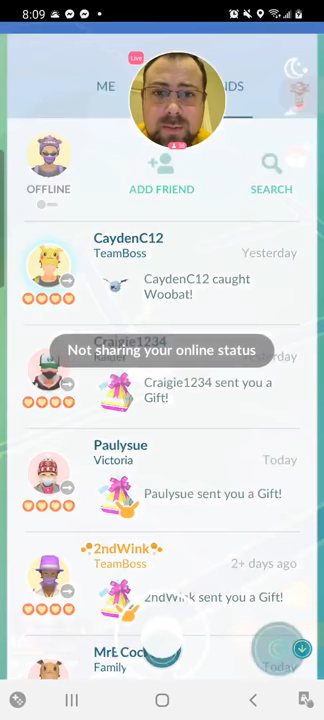 8:09
Live
ME
NDS
OFFLINE
ADD FRIEND
SEARCH
CaydenC12
TeamBoss
Yesterday
CaydenC12 caught
Woobat!
Craigie1234
Not sharing your online status
Craigie1234 sent you a
Gift!
Paulysue
Victoria
Today
Paulysue sent you a Gift!
2ndWink
TeamBoss
2+ days ago
2ndWink sent you a Gift!
Family
Today